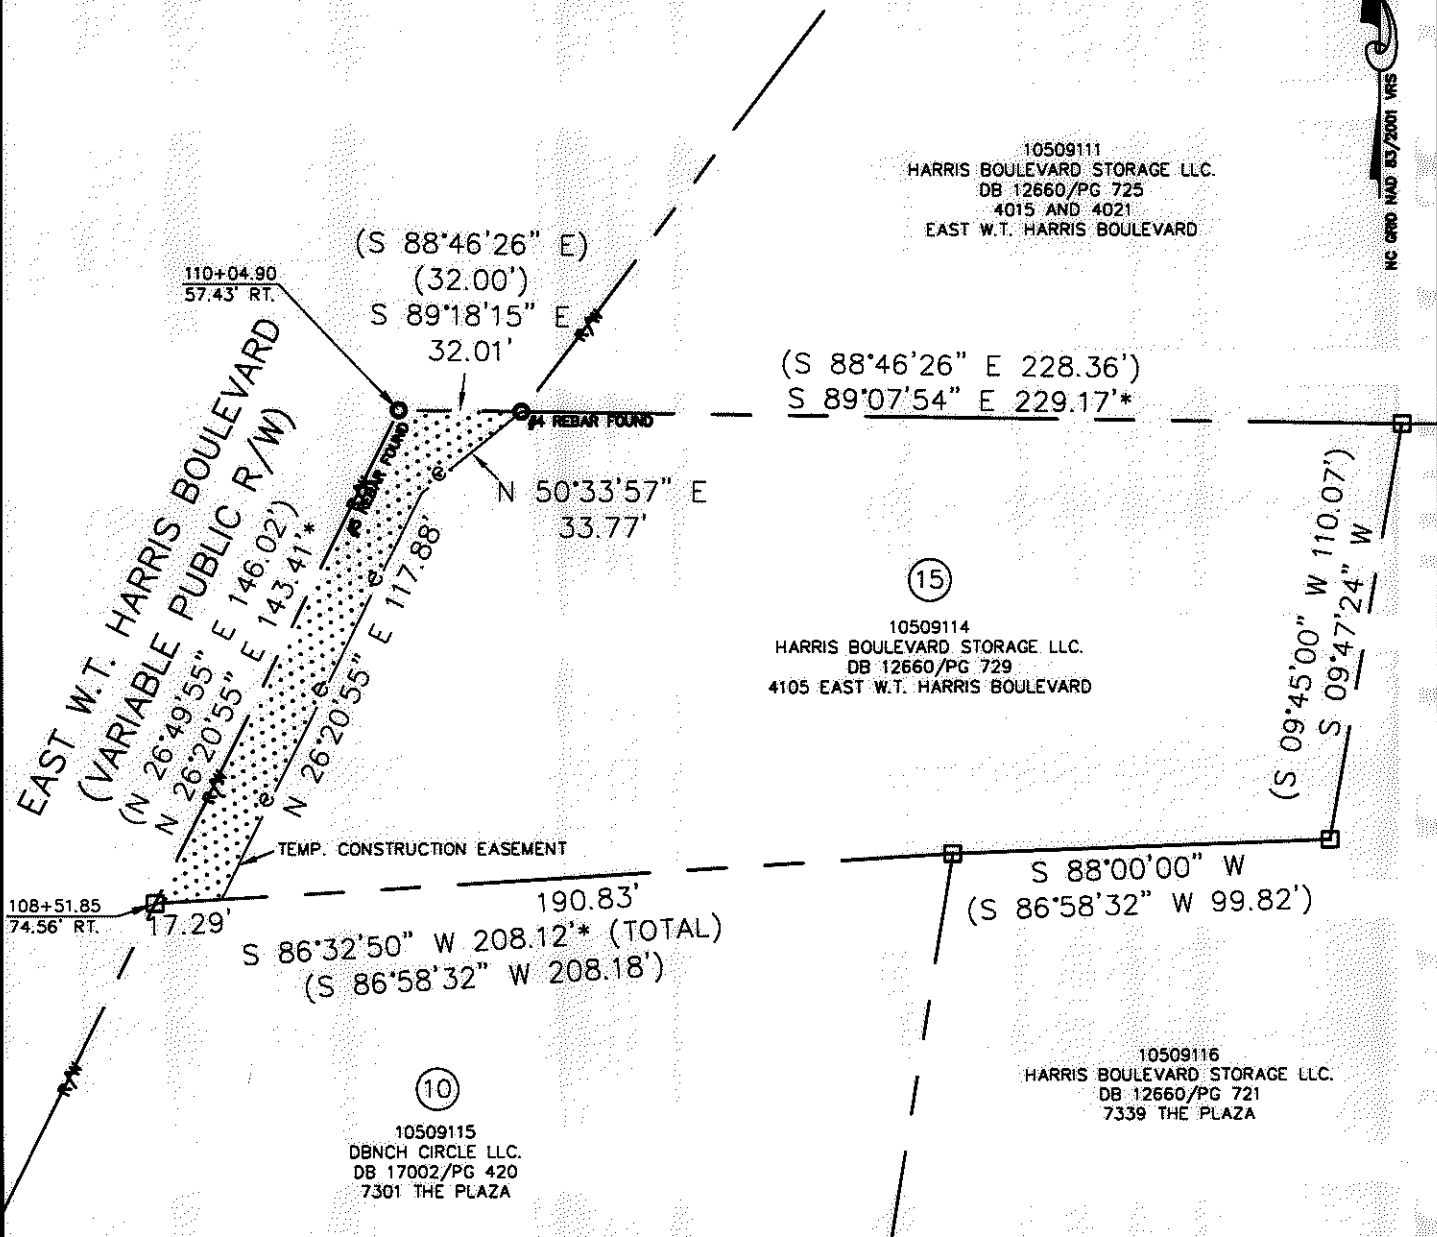 NC GRID NAD 83/2001 VRS
10509111
HARRIS BOULEVARD STORAGE LLC.
DB 12660/PG 725
4015 AND 4021
EAST W.T. HARRIS BOULEVARD
(S 88°46'26" E)
(32.00')
S 89°18'15" E
32.01'
110+04.90
57.43' RT.
R/W
(S 88°46'26" E 228.36')
S 89°07'54" E 229.17'*
#4 REBAR FOUND
#5 REBAR FOUND
R/W
N 50°33'57" E
33.77'
EAST W.T. HARRIS BOULEVARD
(VARIABLE PUBLIC R/W)
(N 26°49'55" E 146.02')
N 26°20'55" E 143.41'*
R/W
e
e
e
e
N 26°20'55" E 117.88'
(S 09°45'00" W 110.07')
S 09°47'24" W
15
10509114
HARRIS BOULEVARD STORAGE LLC.
DB 12660/PG 729
4105 EAST W.T. HARRIS BOULEVARD
TEMP. CONSTRUCTION EASEMENT
108+51.85
74.56' RT.
17.29'
190.83'
S 86°32'50" W 208.12'* (TOTAL)
(S 86°58'32" W 208.18')
S 88°00'00" W
(S 86°58'32" W 99.82')
R/W
10
10509115
DBNCH CIRCLE LLC.
DB 17002/PG 420
7301 THE PLAZA
10509116
HARRIS BOULEVARD STORAGE LLC.
DB 12660/PG 721
7339 THE PLAZA